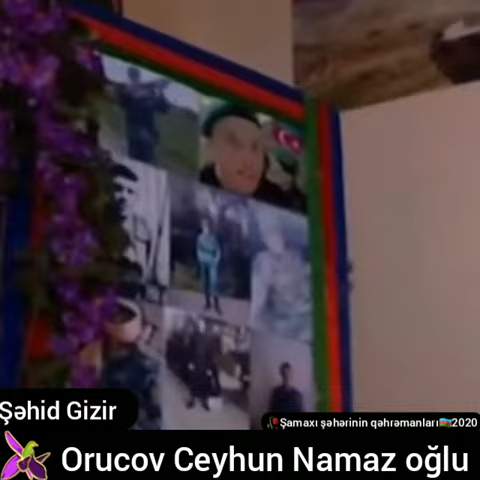 Şəhid Gizir
🥀Şamaxı şəhərinin qəhrəmanları🇦🇿2020
Orucov Ceyhun Namaz oğlu